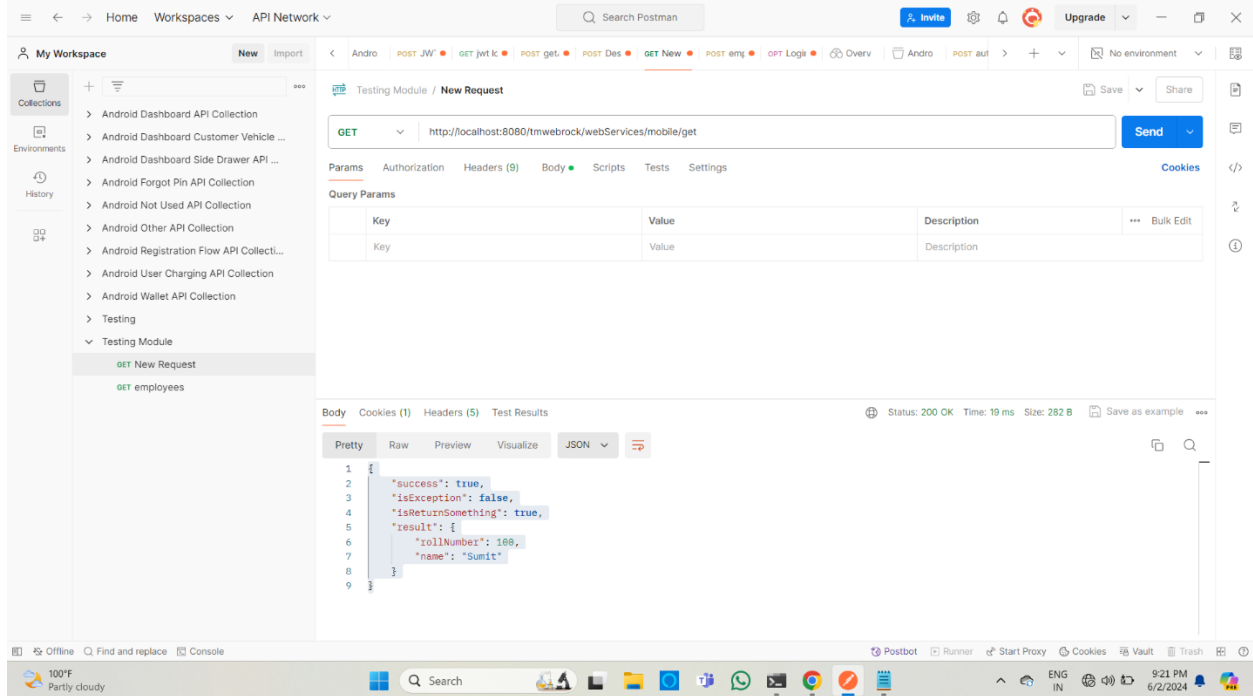 Home Workspaces API Network Search Postman Invite Upgrade
My Workspace New Import Andro POST JW GET jwt lc POST get. POST Des GET New POST emp OPT Logir Overv Andro POST aut No environment
Collections
Environments
History
Android Dashboard API Collection
Android Dashboard Customer Vehicle ...
Android Dashboard Side Drawer API ...
Android Forgot Pin API Collection
Android Not Used API Collection
Android Other API Collection
Android Registration Flow API Collecti...
Android User Charging API Collection
Android Wallet API Collection
Testing
Testing Module
GET New Request
GET employees
HTTP Testing Module / New Request Save Share
GET http://localhost:8080/tmwebrock/webServices/mobile/get Send
Params Authorization Headers (9) Body Scripts Tests Settings Cookies
Query Params
Key Value Description Bulk Edit
Key Value Description
Body Cookies (1) Headers (5) Test Results Status: 200 OK Time: 19 ms Size: 282 B Save as example
Pretty Raw Preview Visualize JSON
1 {
2 "success": true,
3 "isException": false,
4 "isReturnSomething": true,
5 "result": {
6 "rollNumber": 100,
7 "name": "Sumit"
8 }
9 }
Offline Find and replace Console Postbot Runner Start Proxy Cookies Vault Trash
100°F
Partly cloudy
Search
ENG
IN
9:21 PM
6/2/2024